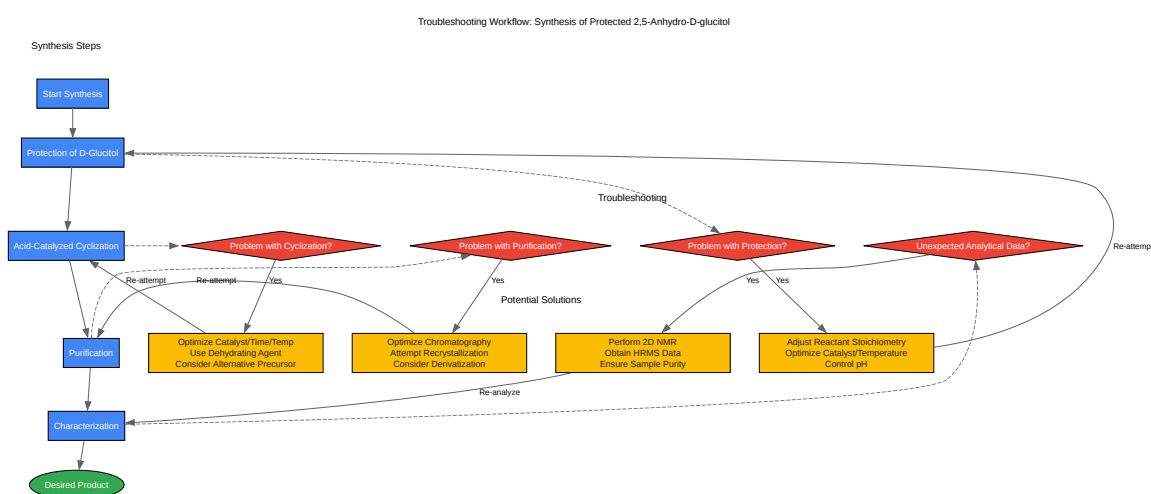 Troubleshooting Workflow: Synthesis of Protected 2,5-Anhydro-D-glucitol
Synthesis Steps
Start Synthesis
Protection of D-Glucitol
Troubleshooting
Acid-Catalyzed Cyclization
Problem with Cyclization?
Problem with Purification?
Problem with Protection?
Unexpected Analytical Data?
Re-attemp
Re-attempt
Re-attempt
Yes
Yes
Yes
Yes
Potential Solutions
Purification
Optimize Catalyst/Time/Temp
Use Dehydrating Agent
Consider Alternative Precursor
Optimize Chromatography
Attempt Recrystallization
Consider Derivatization
Perform 2D NMR
Obtain HRMS Data
Ensure Sample Purity
Adjust Reactant Stoichiometry
Optimize Catalyst/Temperature
Control pH
Re-analyze
Characterization
Desired Product